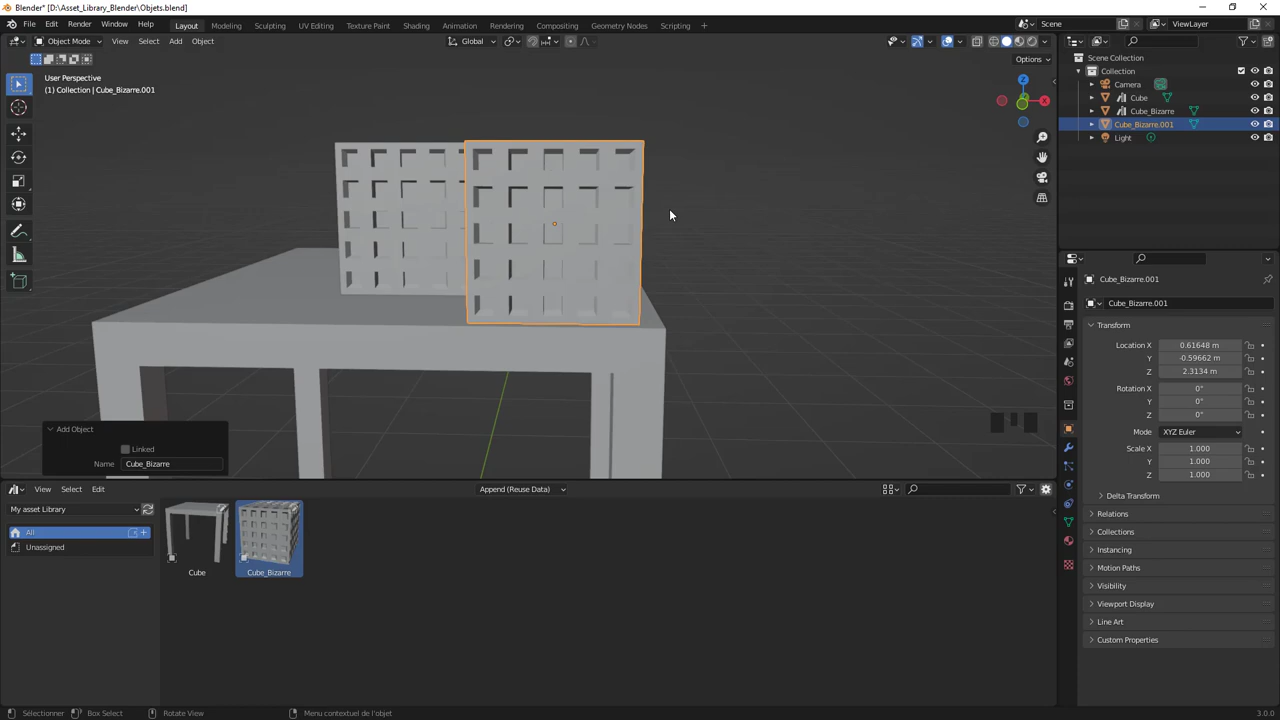 Blender* [D:\Asset_Library_Blender\Objets.blend]
File Edit Render Window Help Layout Modeling Sculpting UV Editing Texture Paint Shading Animation Rendering Compositing Geometry Nodes Scripting + Scene ViewLayer
Object Mode View Select Add Object Global
Options
User Perspective
(1) Collection | Cube_Bizarre.001
Z
X
Scene Collection
Collection
Camera
Cube
Cube_Bizarre
Cube_Bizarre.001
Light
Cube_Bizarre.001
Cube_Bizarre.001
Transform
Location X 0.61648 m
Y -0.59662 m
Z 2.3134 m
Rotation X 0°
Y 0°
Z 0°
Mode XYZ Euler
Scale X 1.000
Y 1.000
Z 1.000
Delta Transform
Relations
Collections
Instancing
Motion Paths
Visibility
Viewport Display
Line Art
Custom Properties
Add Object
Linked
Name Cube_Bizarre
View Select Edit Append (Reuse Data)
My asset Library
All
Unassigned
Cube
Cube_Bizarre
Sélectionner Box Select Rotate View Menu contextuel de l'objet 3.0.0